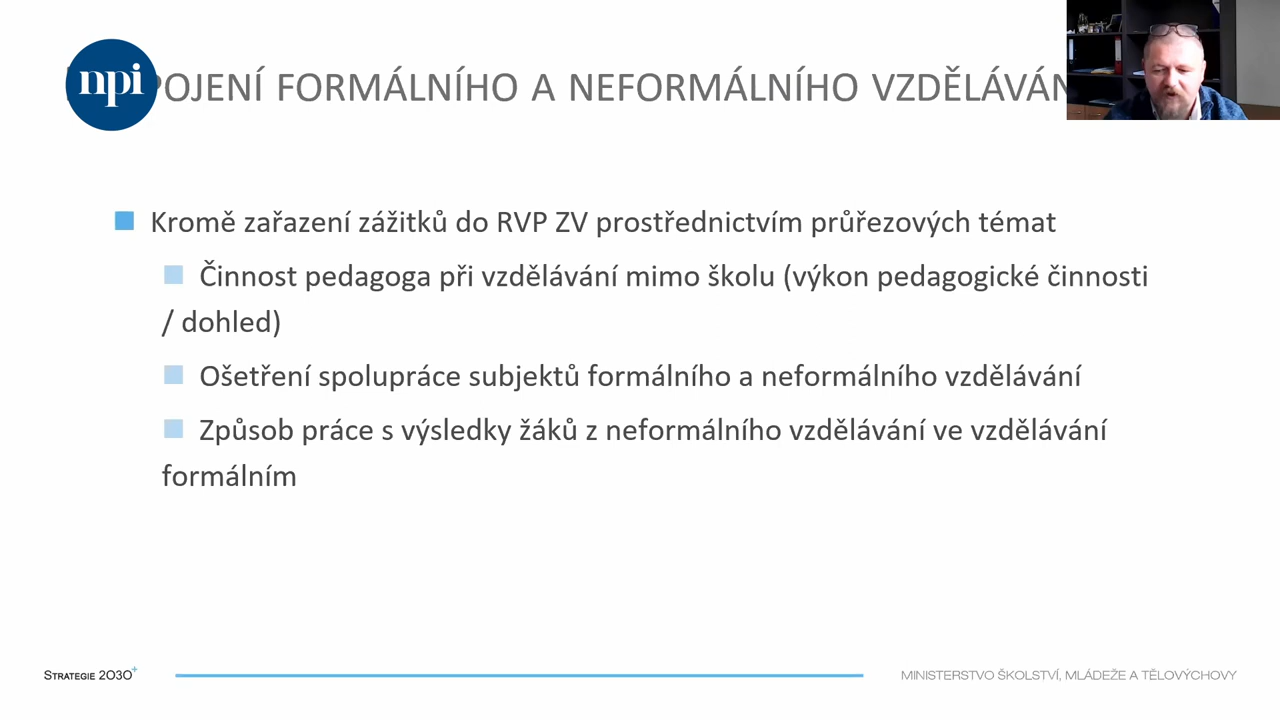 npi
POJENÍ FORMÁLNÍHO A NEFORMÁLNÍHO VZDĚLÁVÁN
Kromě zařazení zážitků do RVP ZV prostřednictvím průřezových témat
Činnost pedagoga při vzdělávání mimo školu (výkon pedagogické činnosti
/ dohled)
Ošetření spolupráce subjektů formálního a neformálního vzdělávání
Způsob práce s výsledky žáků z neformálního vzdělávání ve vzdělávání
formálním
STRATEGIE 2030+
MINISTERSTVO ŠKOLSTVÍ, MLÁDEŽE A TĚLOVÝCHOVY